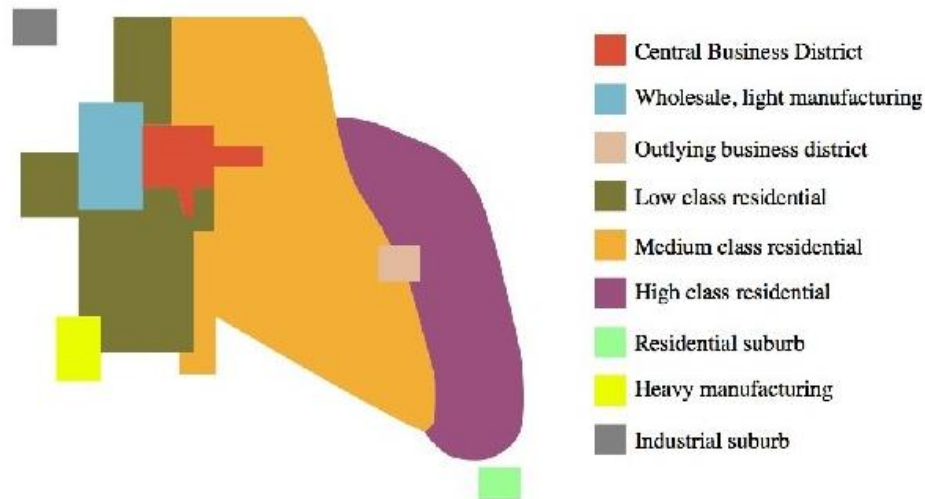 Central Business District
Wholesale, light manufacturing
Outlying business district
Low class residential
Medium class residential
High class residential
Residential suburb
Heavy manufacturing
Industrial suburb